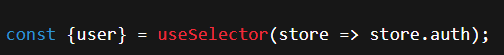 const {user} = useSelector(store => store.auth);